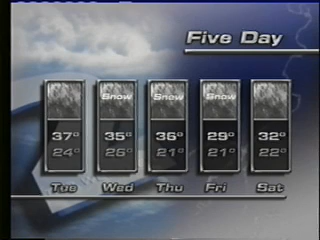 Five Day
Snow Snow Snow
37° 35° 36° 29° 32°
24° 26° 21° 21° 22°
Tue Wed Thu Fri Sat